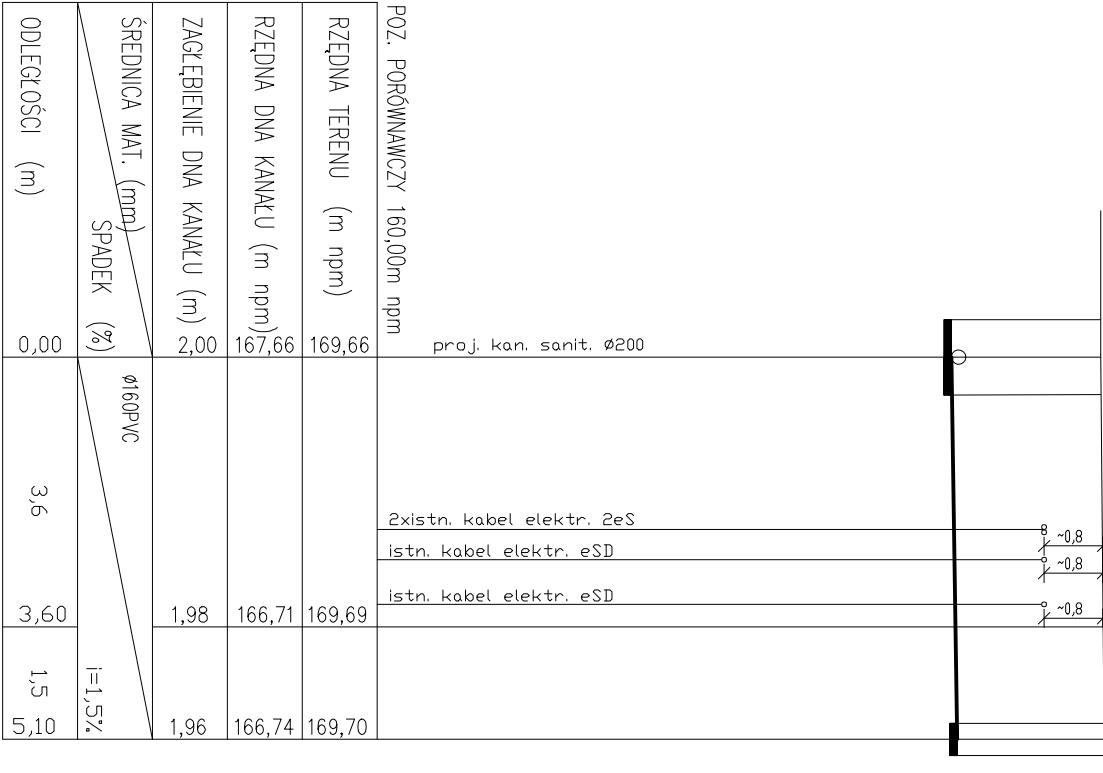 POZ. PORÓWNAWCZY 160,00m npm
RZĘDNA TERENU (m npm)
169,66
169,69
169,70
RZĘDNA DNA KANAŁU (m npm)
167,66
166,71
166,74
ZAGŁĘBIENIE DNA KANAŁU (m)
2,00
1,98
1,96
ŚREDNICA MAT. (mm)
SPADEK (%)
ø160PVC
i=1,5%
ODLEGŁOŚCI (m)
0,00
3,6
3,60
1,5
5,10
proj. kan. sanit. Ø200
2xistn. kabel elektr. 2eS
istn. kabel elektr. eSD
istn. kabel elektr. eSD
~0,8
~0,8
~0,8